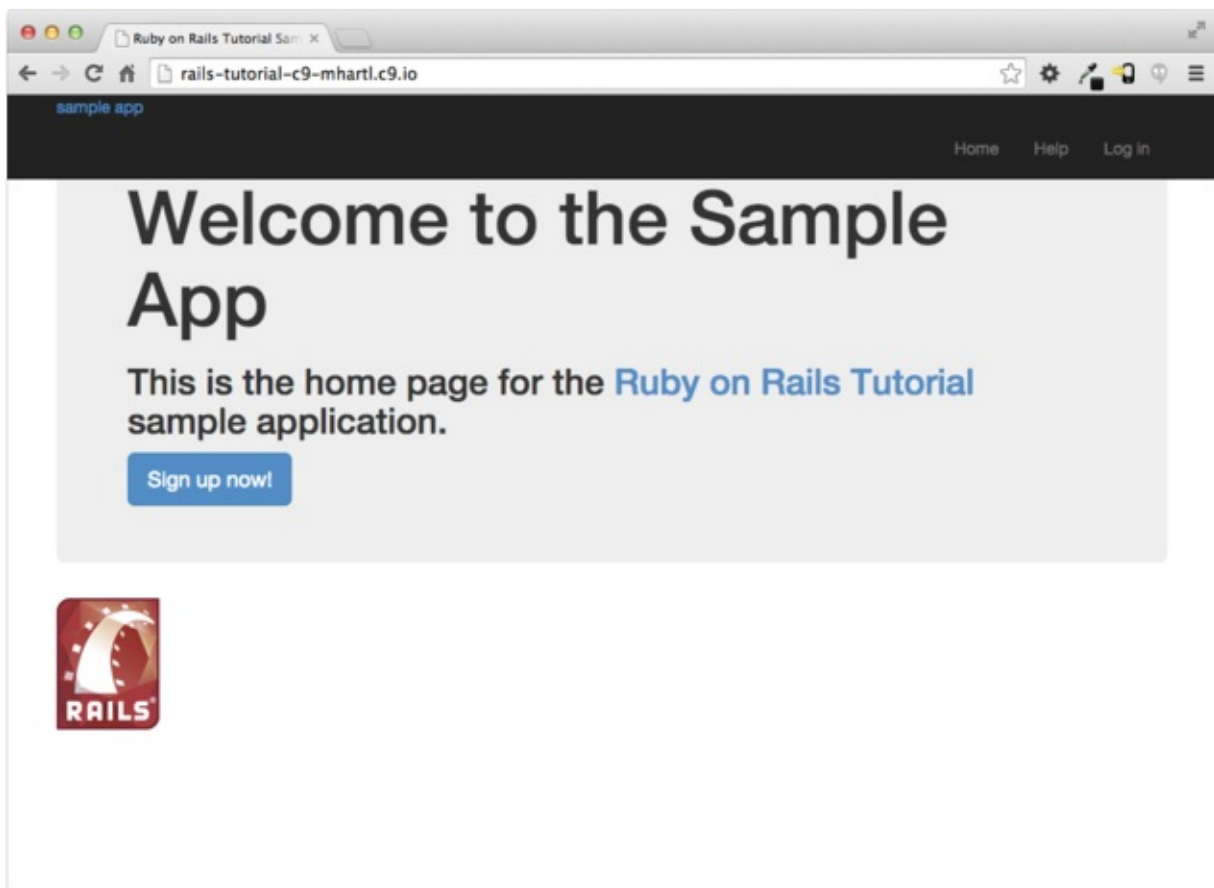 Ruby on Rails Tutorial Sam
rails-tutorial-c9-mhartl.c9.io
sample app
Home Help Log in
Welcome to the Sample
App
This is the home page for the Ruby on Rails Tutorial
sample application.
Sign up now!
RAILS